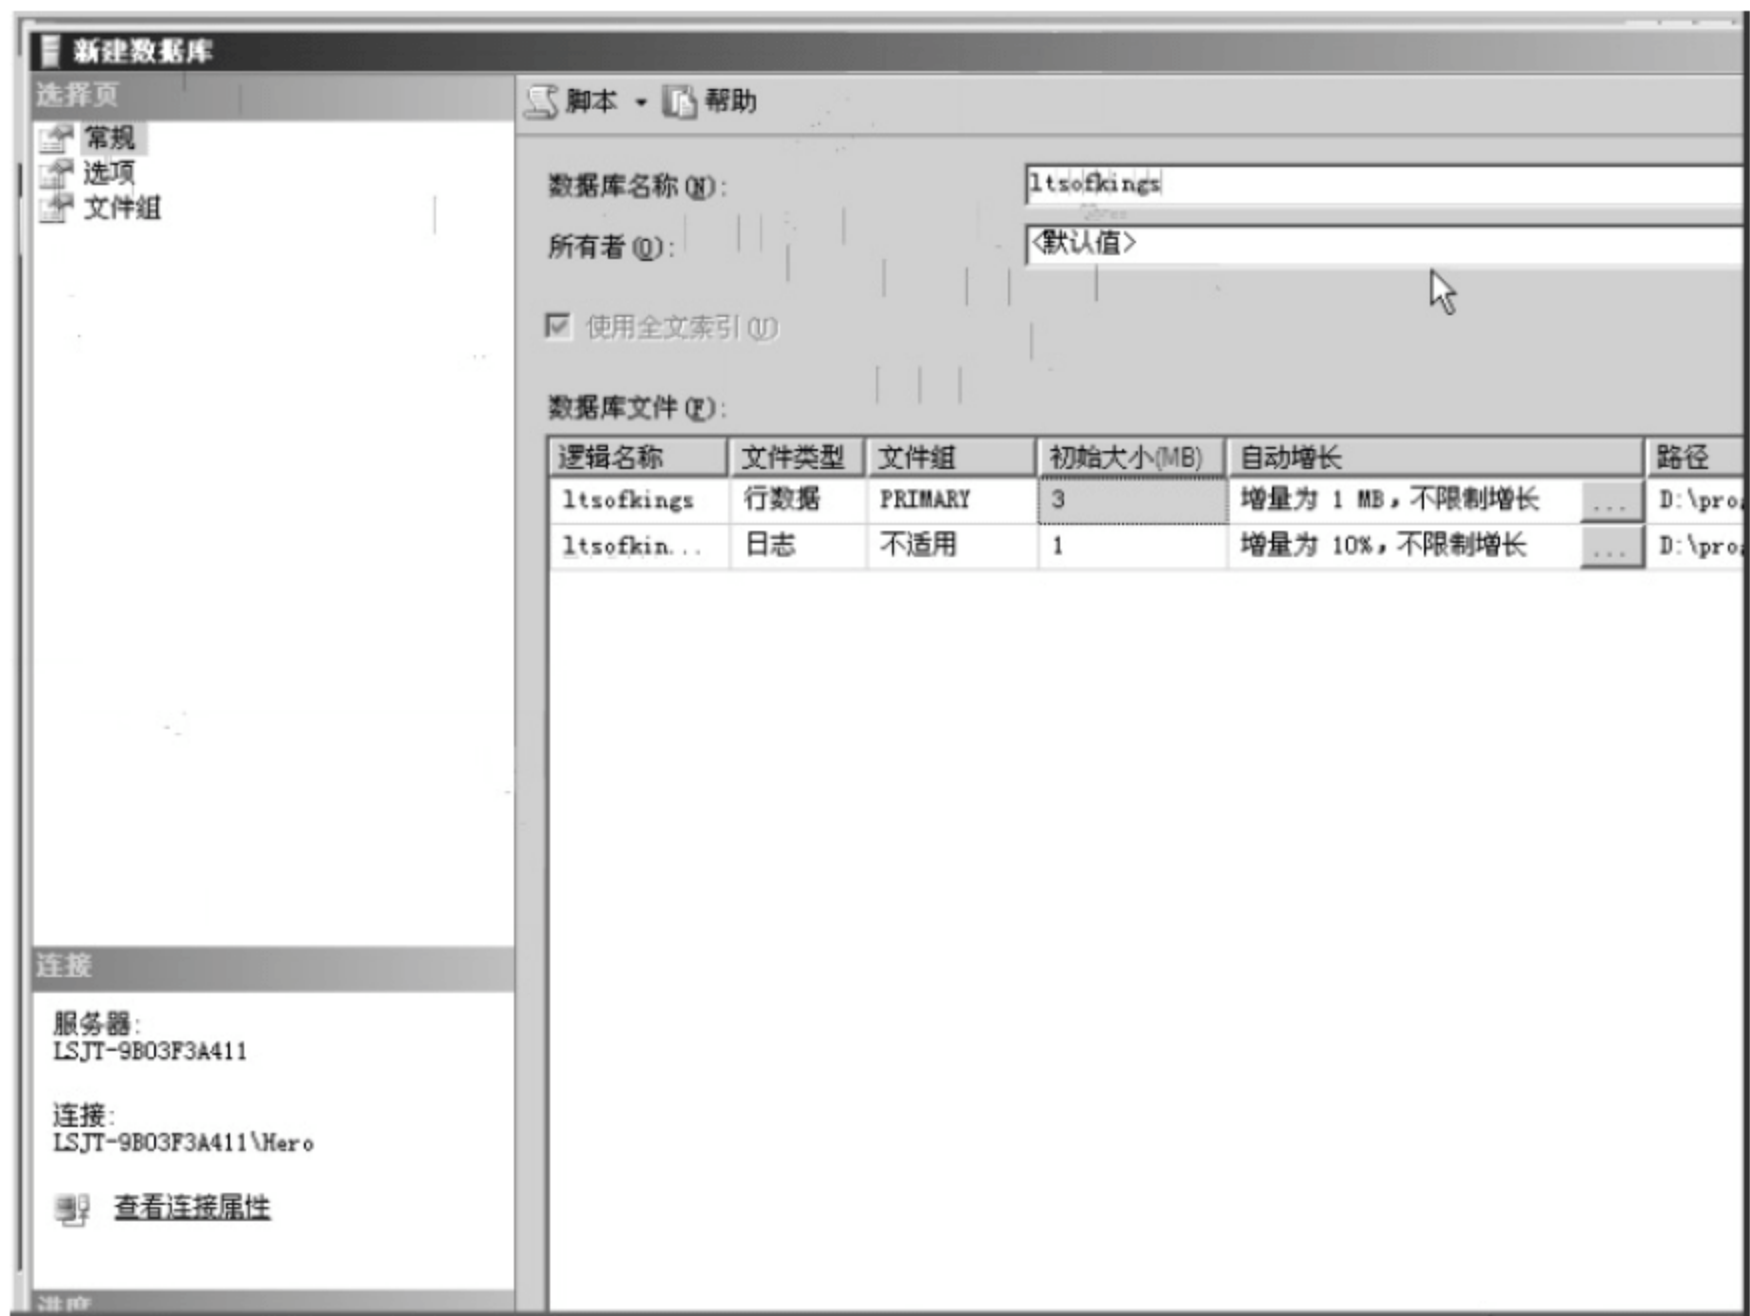 新建数据库
选择页
常规
选项
文件组
脚本 帮助
数据库名称(N): ltsofkings
所有者(O): <默认值>
使用全文索引(U)
数据库文件(F):
逻辑名称 文件类型 文件组 初始大小(MB) 自动增长 路径
ltsofkings 行数据 PRIMARY 3 增量为 1 MB，不限制增长 ... D:\pro
ltsofkin... 日志 不适用 1 增量为 10%，不限制增长 ... D:\pro
连接
服务器:
LSJT-9B03F3A411
连接:
LSJT-9B03F3A411\Hero
查看连接属性
进度